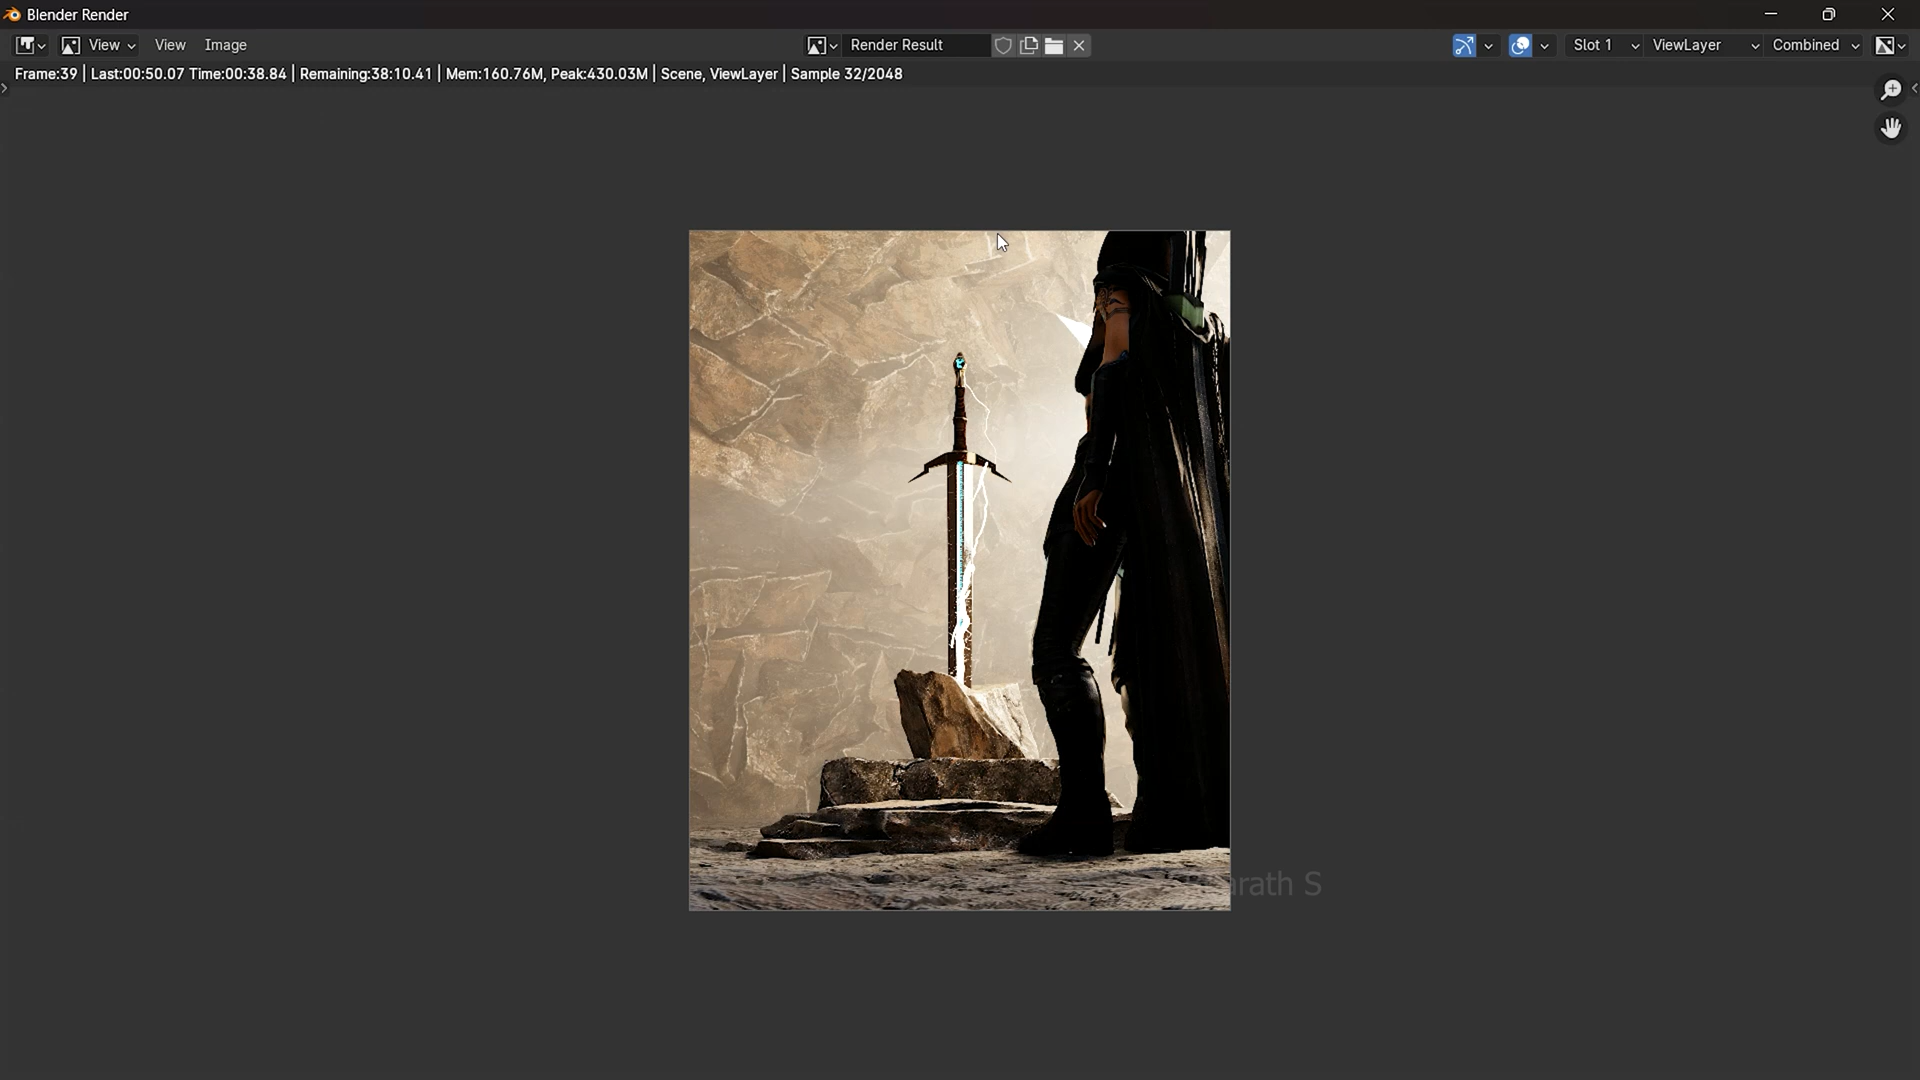 Blender Render
View View Image Render Result Slot 1 ViewLayer Combined
Frame:39 | Last:00:50.07 Time:00:38.84 | Remaining:38:10.41 | Mem:160.76M, Peak:430.03M | Scene, ViewLayer | Sample 32/2048
S